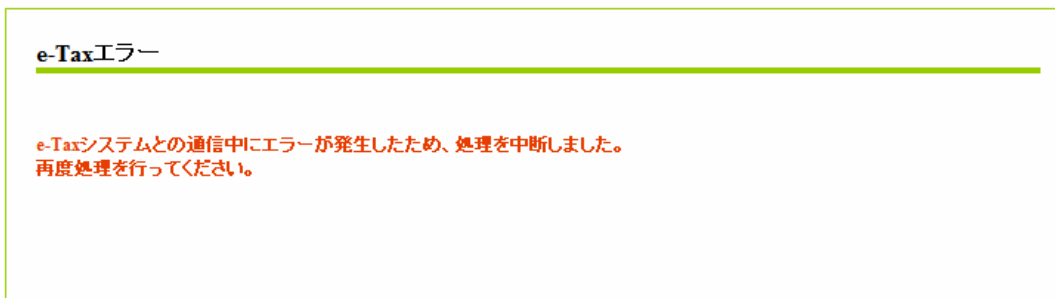 e-Taxエラー
e-Taxシステムとの通信中にエラーが発生したため、処理を中断しました。
再度処理を行ってください。